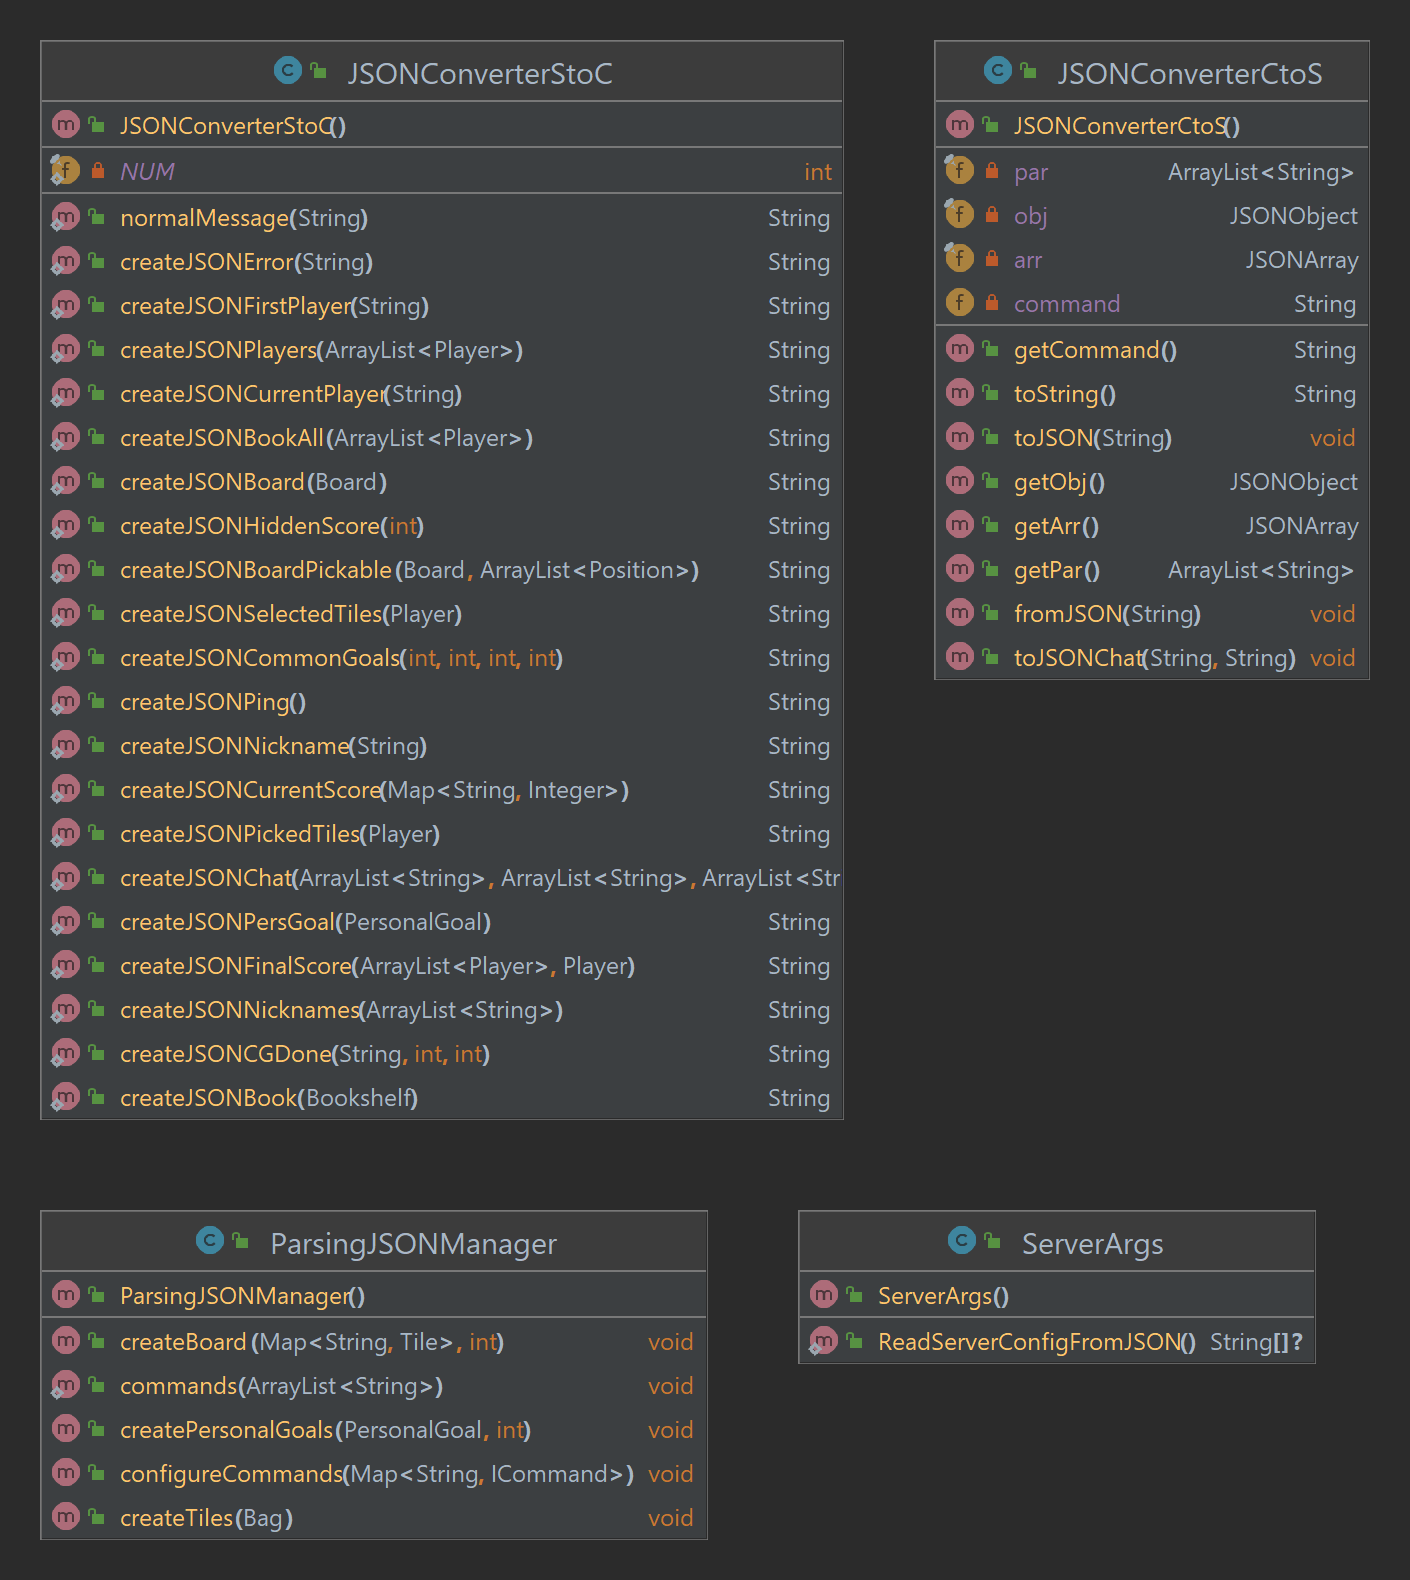 JSONConverterStoC
JSONConverterStoC()
NUM int
normalMessage(String) String
createJSONError(String) String
createJSONFirstPlayer(String) String
createJSONPlayers(ArrayList<Player>) String
createJSONCurrentPlayer(String) String
createJSONBookAll(ArrayList<Player>) String
createJSONBoard(Board) String
createJSONHiddenScore(int) String
createJSONBoardPickable(Board, ArrayList<Position>) String
createJSONSelectedTiles(Player) String
createJSONCommonGoals(int, int, int, int) String
createJSONPing() String
createJSONNickname(String) String
createJSONCurrentScore(Map<String, Integer>) String
createJSONPickedTiles(Player) String
createJSONChat(ArrayList<String>, ArrayList<String>, ArrayList<Str
createJSONPersGoal(PersonalGoal) String
createJSONFinalScore(ArrayList<Player>, Player) String
createJSONNicknames(ArrayList<String>) String
createJSONCGDone(String, int, int) String
createJSONBook(Bookshelf) String
JSONConverterCtoS
JSONConverterCtoS()
par ArrayList<String>
obj JSONObject
arr JSONArray
command String
getCommand() String
toString() String
toJSON(String) void
getObj() JSONObject
getArr() JSONArray
getPar() ArrayList<String>
fromJSON(String) void
toJSONChat(String, String) void
ParsingJSONManager
ParsingJSONManager()
createBoard(Map<String, Tile>, int) void
commands(ArrayList<String>) void
createPersonalGoals(PersonalGoal, int) void
configureCommands(Map<String, ICommand>) void
createTiles(Bag) void
ServerArgs
ServerArgs()
ReadServerConfigFromJSON() String[]?